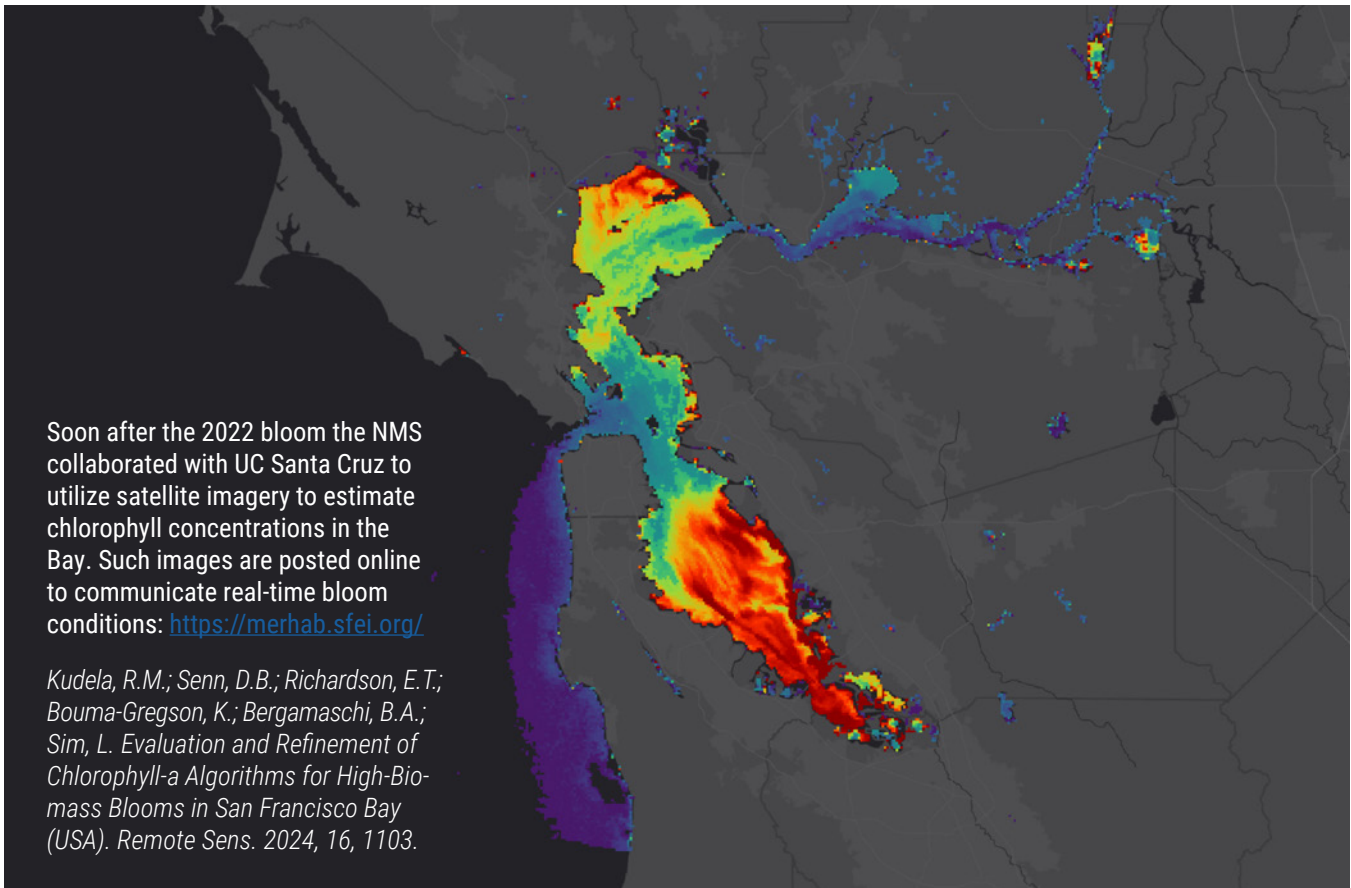 Soon after the 2022 bloom the NMS
collaborated with UC Santa Cruz to
utilize satellite imagery to estimate
chlorophyll concentrations in the
Bay. Such images are posted online
to communicate real-time bloom
conditions: https://merhab.sfei.org/
Kudela, R.M.; Senn, D.B.; Richardson, E.T.;
Bouma-Gregson, K.; Bergamaschi, B.A.;
Sim, L. Evaluation and Refinement of
Chlorophyll-a Algorithms for High-Bio-
mass Blooms in San Francisco Bay
(USA). Remote Sens. 2024, 16, 1103.